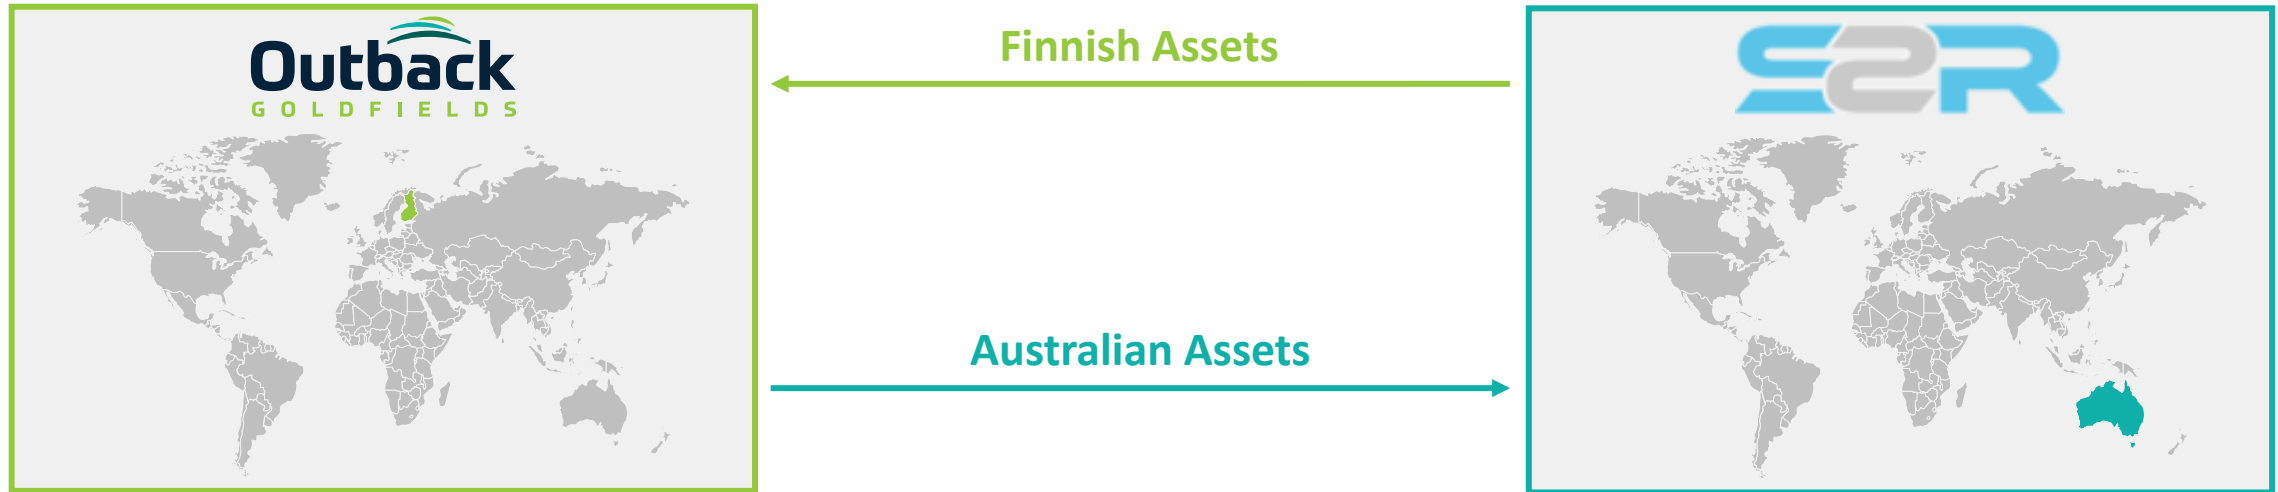 Outback
GOLDFIELDS
Finnish Assets
S2R
Australian Assets